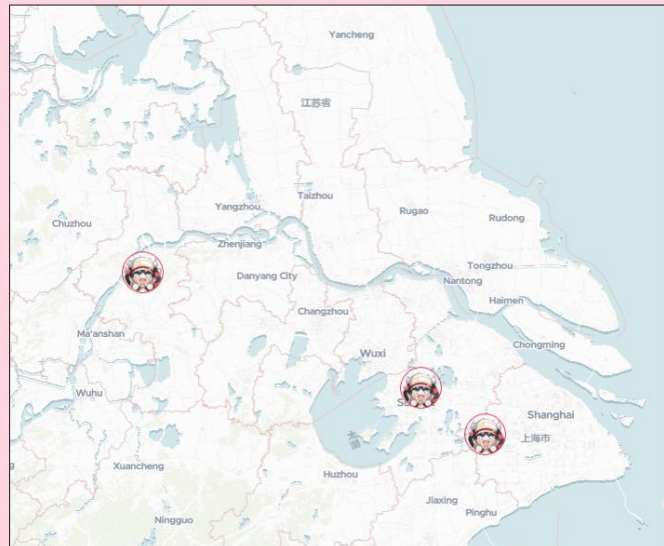 Yancheng
江苏省
Taizhou
Yangzhou
Rugao
Rudong
Chuzhou
Zhenjiang
Danyang City
Tongzhou
Nantong
Haimen
Changzhou
Ma'anshan
Chongming
Wuxi
Wuhu
Shanghai
上海市
Xuancheng
Huzhou
Jiaxing
Pinghu
Ningguo